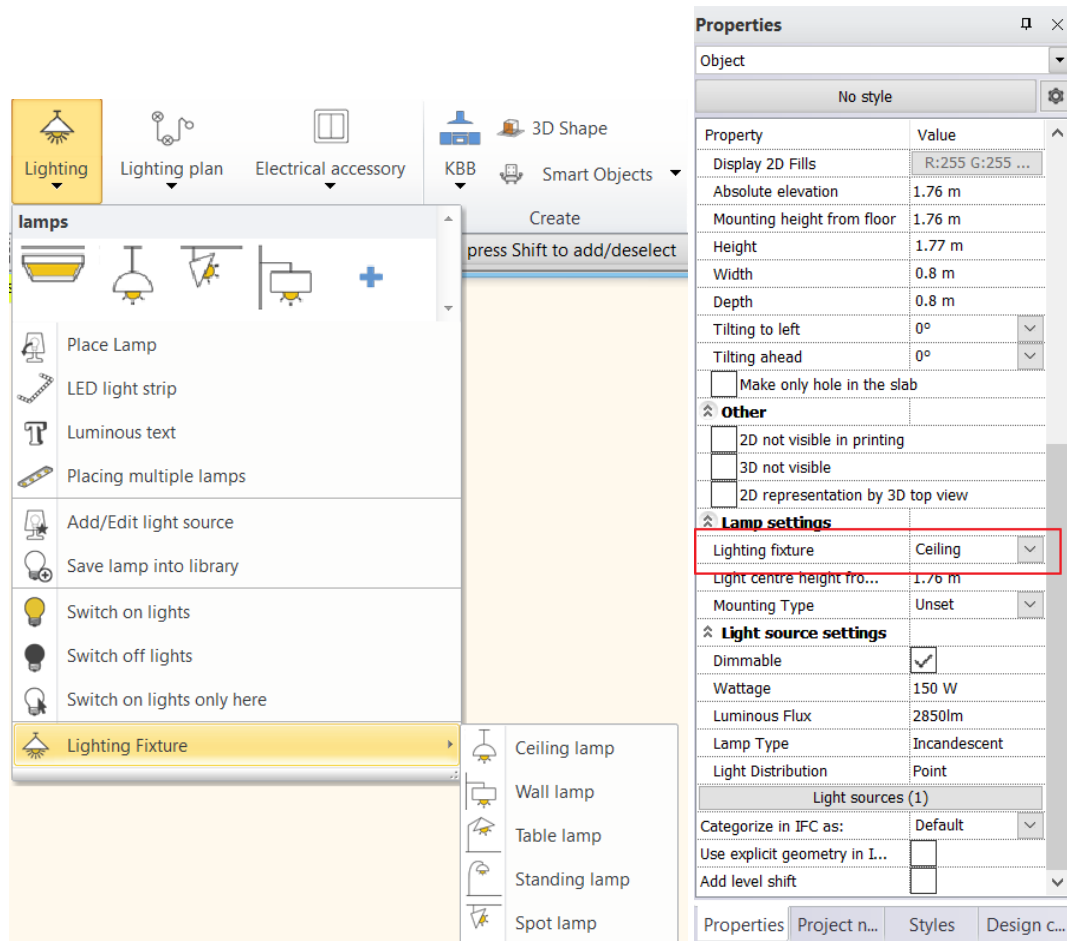 Lighting
Lighting plan
Electrical accessory
KBB
3D Shape
Smart Objects
Create
press Shift to add/deselect
lamps
Place Lamp
LED light strip
Luminous text
Placing multiple lamps
Add/Edit light source
Save lamp into library
Switch on lights
Switch off lights
Switch on lights only here
Lighting Fixture
Ceiling lamp
Wall lamp
Table lamp
Standing lamp
Spot lamp
Properties
Object
No style
Property Value
Display 2D Fills R:255 G:255 ...
Absolute elevation 1.76 m
Mounting height from floor 1.76 m
Height 1.77 m
Width 0.8 m
Depth 0.8 m
Tilting to left 0°
Tilting ahead 0°
Make only hole in the slab
Other
2D not visible in printing
3D not visible
2D representation by 3D top view
Lamp settings
Lighting fixture Ceiling
Light centre height fro... 1.76 m
Mounting Type Unset
Light source settings
Dimmable
Wattage 150 W
Luminous Flux 2850lm
Lamp Type Incandescent
Light Distribution Point
Light sources (1)
Categorize in IFC as: Default
Use explicit geometry in I...
Add level shift
Properties Project n... Styles Design c...